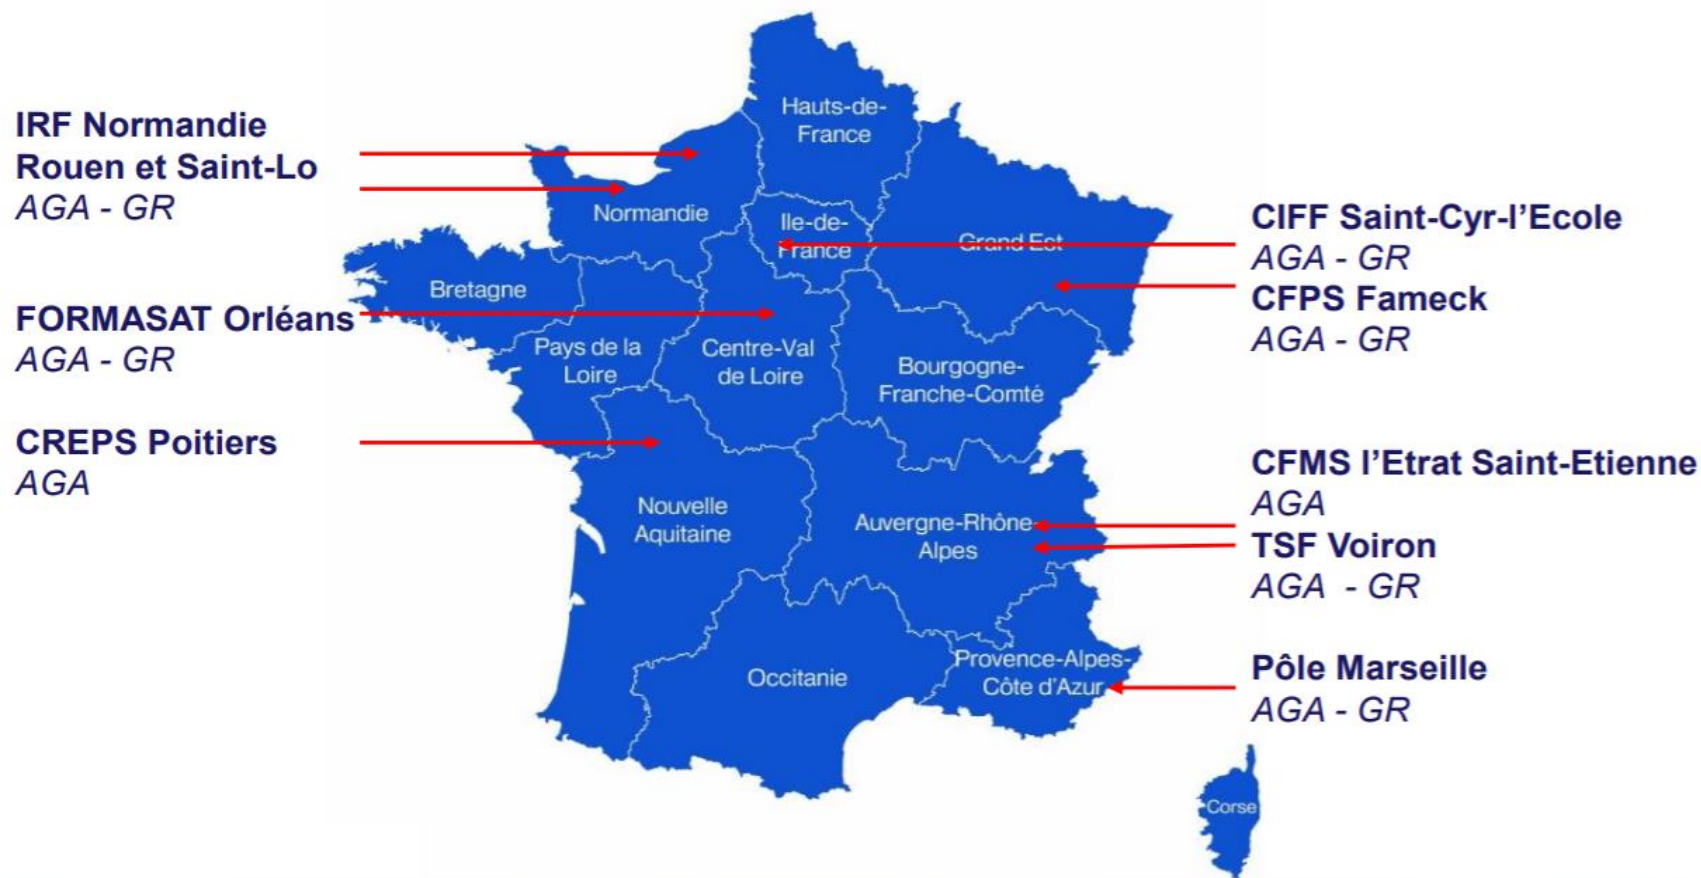 IRF Normandie
Rouen et Saint-Lo
AGA - GR
FORMASAT Orléans
AGA - GR
CREPS Poitiers
AGA
Hauts-de-
France
Normandie
Ile-de-
France
Grand Est
Bretagne
Pays de la
Loire
Centre-Val
de Loire
Bourgogne-
Franche-Comté
Nouvelle
Aquitaine
Auvergne-Rhône
Alpes
Occitanie
Provence-Alpes-
Côte d'Azur
Corse
CIFF Saint-Cyr-l'Ecole
AGA - GR
CFPS Fameck
AGA - GR
CFMS l'Etrat Saint-Etienne
AGA
TSF Voiron
AGA - GR
Pôle Marseille
AGA - GR